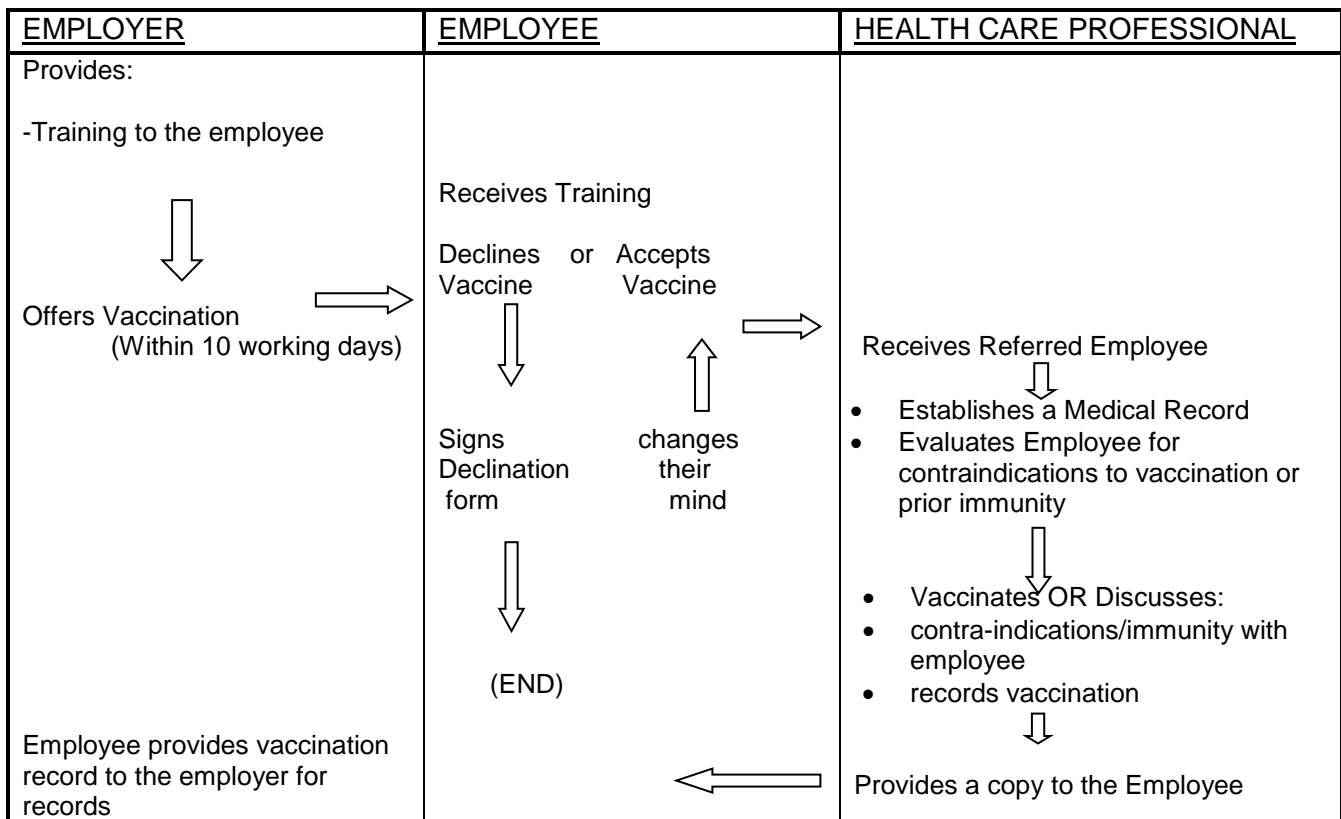 EMPLOYER
EMPLOYEE
HEALTH CARE PROFESSIONAL
Provides:
-Training to the employee
Offers Vaccination
(Within 10 working days)
Employee provides vaccination
record to the employer for
records
Receives Training
Declines or Accepts
Vaccine Vaccine
Signs changes
Declination their
form mind
(END)
Receives Referred Employee
• Establishes a Medical Record
• Evaluates Employee for
contraindications to vaccination or
prior immunity
• Vaccinates OR Discusses:
• contra-indications/immunity with
employee
• records vaccination
Provides a copy to the Employee